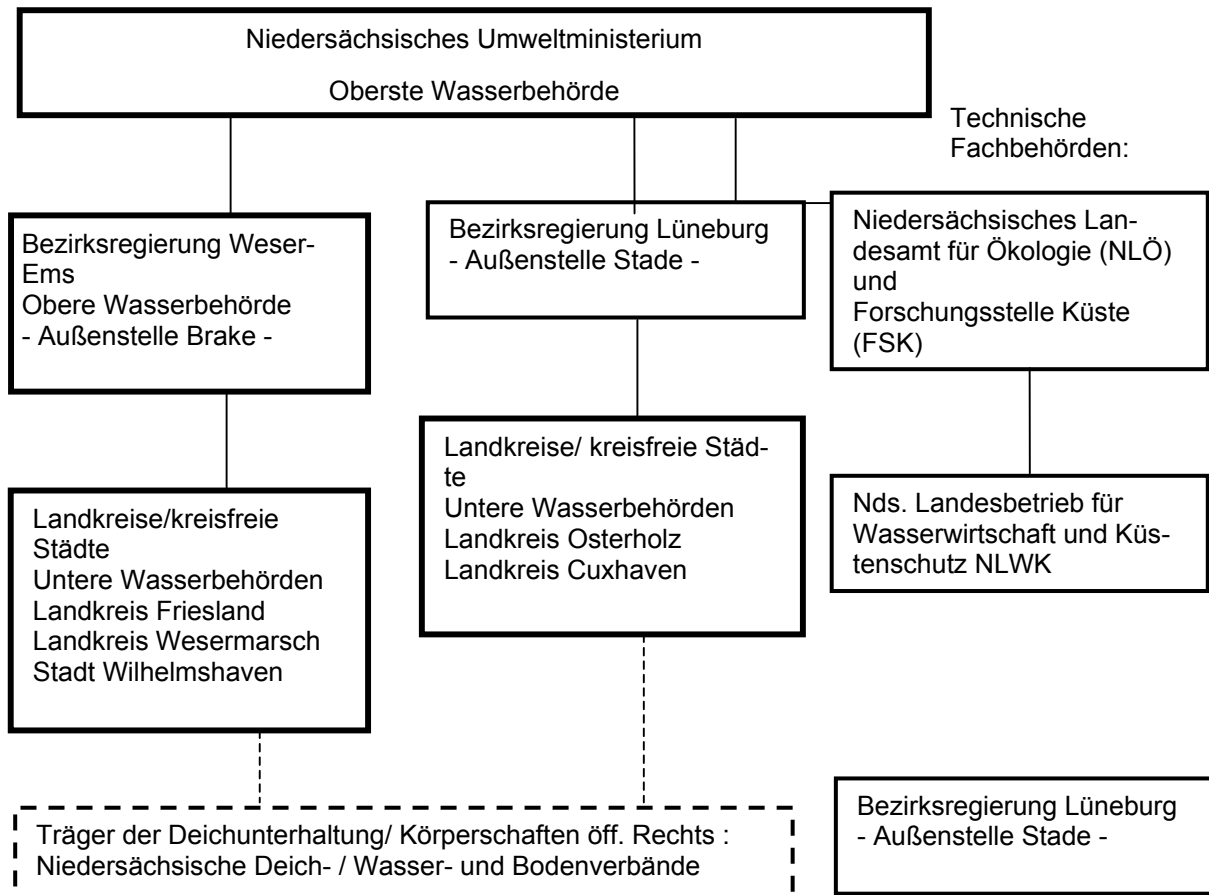 Niedersächsisches Umweltministerium
Oberste Wasserbehörde
Technische
Fachbehörden:
Bezirksregierung Weser-
Ems
Obere Wasserbehörde
- Außenstelle Brake -
Bezirksregierung Lüneburg
- Außenstelle Stade -
Niedersächsisches Lan-
desamt für Ökologie (NLÖ)
und
Forschungsstelle Küste
(FSK)
Landkreise/kreisfreie
Städte
Untere Wasserbehörden
Landkreis Friesland
Landkreis Wesermarsch
Stadt Wilhelmshaven
Landkreise/ kreisfreie Städ-
te
Untere Wasserbehörden
Landkreis Osterholz
Landkreis Cuxhaven
Nds. Landesbetrieb für
Wasserwirtschaft und Küs-
tenschutz NLWK
Träger der Deichunterhaltung/ Körperschaften öff. Rechts :
Niedersächsische Deich- / Wasser- und Bodenverbände
Bezirksregierung Lüneburg
- Außenstelle Stade -